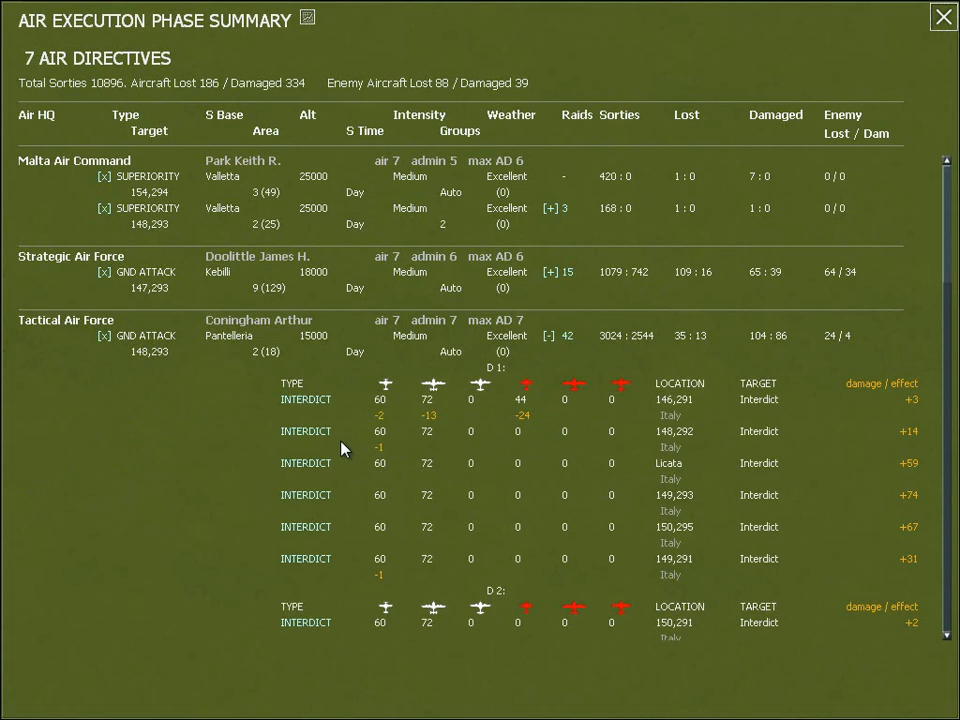 AIR EXECUTION PHASE SUMMARY
7 AIR DIRECTIVES
Total Sorties 10896. Aircraft Lost 186 / Damaged 334 Enemy Aircraft Lost 88 / Damaged 39
Air HQ Type S Base Alt Intensity Weather Raids Sorties Lost Damaged Enemy
Target Area S Time Groups Lost / Dam
Malta Air Command Park Keith R. air 7 admin 5 max AD 6
[x] SUPERIORITY Valletta 25000 Medium Excellent - 420 : 0 1 : 0 7 : 0 0 / 0
154,294 3 (49) Day Auto (0)
[x] SUPERIORITY Valletta 25000 Medium Excellent [+] 3 168 : 0 1 : 0 1 : 0 0 / 0
148,293 2 (25) Day 2 (0)
Strategic Air Force Doolittle James H. air 7 admin 6 max AD 6
[x] GND ATTACK Kebilli 18000 Medium Excellent [+] 15 1079 : 742 109 : 16 65 : 39 64 / 34
147,293 9 (129) Day Auto (0)
Tactical Air Force Coningham Arthur air 7 admin 7 max AD 7
[x] GND ATTACK Pantelleria 15000 Medium Excellent [-] 42 3024 : 2544 35 : 13 104 : 86 24 / 4
148,293 2 (18) Day Auto (0)
D 1:
TYPE LOCATION TARGET damage / effect
INTERDICT 60 72 0 44 0 0 146,291 Interdict +3
-2 -13 -24 Italy
INTERDICT 60 72 0 0 0 0 148,292 Interdict +14
-1 Italy
INTERDICT 60 72 0 0 0 0 Licata Interdict +59
Italy
INTERDICT 60 72 0 0 0 0 149,293 Interdict +74
Italy
INTERDICT 60 72 0 0 0 0 150,295 Interdict +67
Italy
INTERDICT 60 72 0 0 0 0 149,291 Interdict +31
-1 Italy
D 2:
TYPE LOCATION TARGET damage / effect
INTERDICT 60 72 0 0 0 0 150,291 Interdict +2
Italy